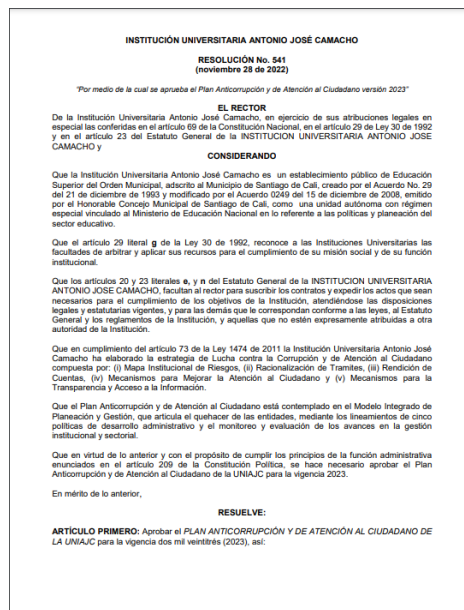 INSTITUCIÓN UNIVERSITARIA ANTONIO JOSÉ CAMACHO
RESOLUCIÓN No. 541
(noviembre 28 de 2022)
"Por medio de la cual se aprueba el Plan Anticorrupción y de Atención al Ciudadano versión 2023"
EL RECTOR
De la Institución Universitaria Antonio José Camacho, en ejercicio de sus atribuciones legales en
especial las conferidas en el artículo 69 de la Constitución Nacional, en el artículo 29 de Ley 30 de 1992
y en el artículo 23 del Estatuto General de la INSTITUCION UNIVERSITARIA ANTONIO JOSE
CAMACHO y
CONSIDERANDO
Que la Institución Universitaria Antonio José Camacho es un establecimiento público de Educación
Superior del Orden Municipal, adscrito al Municipio de Santiago de Cali, creado por el Acuerdo No. 29
del 21 de diciembre de 1993 y modificado por el Acuerdo 0249 del 15 de diciembre de 2008, emitido
por el Honorable Concejo Municipal de Santiago de Cali, como una unidad autónoma con régimen
especial vinculado al Ministerio de Educación Nacional en lo referente a las políticas y planeación del
sector educativo.
Que el artículo 29 literal g de la Ley 30 de 1992, reconoce a las Instituciones Universitarias las
facultades de arbitrar y aplicar sus recursos para el cumplimiento de su misión social y de su función
institucional.
Que los artículos 20 y 23 literales e, y n del Estatuto General de la INSTITUCION UNIVERSITARIA
ANTONIO JOSE CAMACHO, facultan al rector para suscribir los contratos y expedir los actos que sean
necesarios para el cumplimiento de los objetivos de la Institución, atendiéndose las disposiciones
legales y estatutarias vigentes, y para las demás que le correspondan conforme a las leyes, al Estatuto
General y los reglamentos de la Institución, y aquellas que no estén expresamente atribuidas a otra
autoridad de la Institución.
Que en cumplimiento del artículo 73 de la Ley 1474 de 2011 la Institución Universitaria Antonio José
Camacho ha elaborado la estrategia de Lucha contra la Corrupción y de Atención al Ciudadano
compuesta por: (i) Mapa Institucional de Riesgos, (ii) Racionalización de Tramites, (iii) Rendición de
Cuentas, (iv) Mecanismos para Mejorar la Atención al Ciudadano y (v) Mecanismos para la
Transparencia y Acceso a la Información.
Que el Plan Anticorrupción y de Atención al Ciudadano está contemplado en el Modelo Integrado de
Planeación y Gestión, que articula el quehacer de las entidades, mediante los lineamientos de cinco
políticas de desarrollo administrativo y el monitoreo y evaluación de los avances en la gestión
institucional y sectorial.
Que en virtud de lo anterior y con el propósito de cumplir los principios de la función administrativa
enunciados en el artículo 209 de la Constitución Política, se hace necesario aprobar el Plan
Anticorrupción y de Atención al Ciudadano de la UNIAJC para la vigencia 2023.
En mérito de lo anterior,
RESUELVE:
ARTÍCULO PRIMERO: Aprobar el PLAN ANTICORRUPCIÓN Y DE ATENCIÓN AL CIUDADANO DE
LA UNIAJC para la vigencia dos mil veintitrés (2023), así: